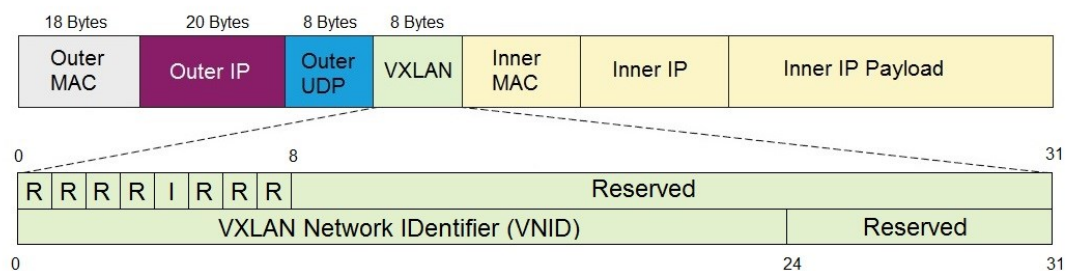 18 Bytes 20 Bytes 8 Bytes 8 Bytes
Outer MAC Outer IP Outer UDP VXLAN Inner MAC Inner IP Inner IP Payload
0 8 31
R R R R I R R R Reserved
VXLAN Network IDentifier (VNID) Reserved
0 24 31